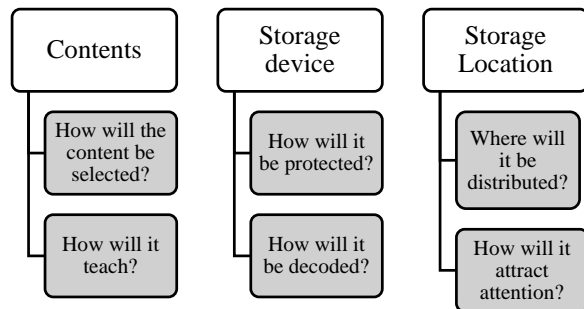 Contents
How will the
content be
selected?
How will it
teach?
Storage
device
How will it
be protected?
How will it
be decoded?
Storage
Location
Where will
it be
distributed?
How will it
attract
attention?